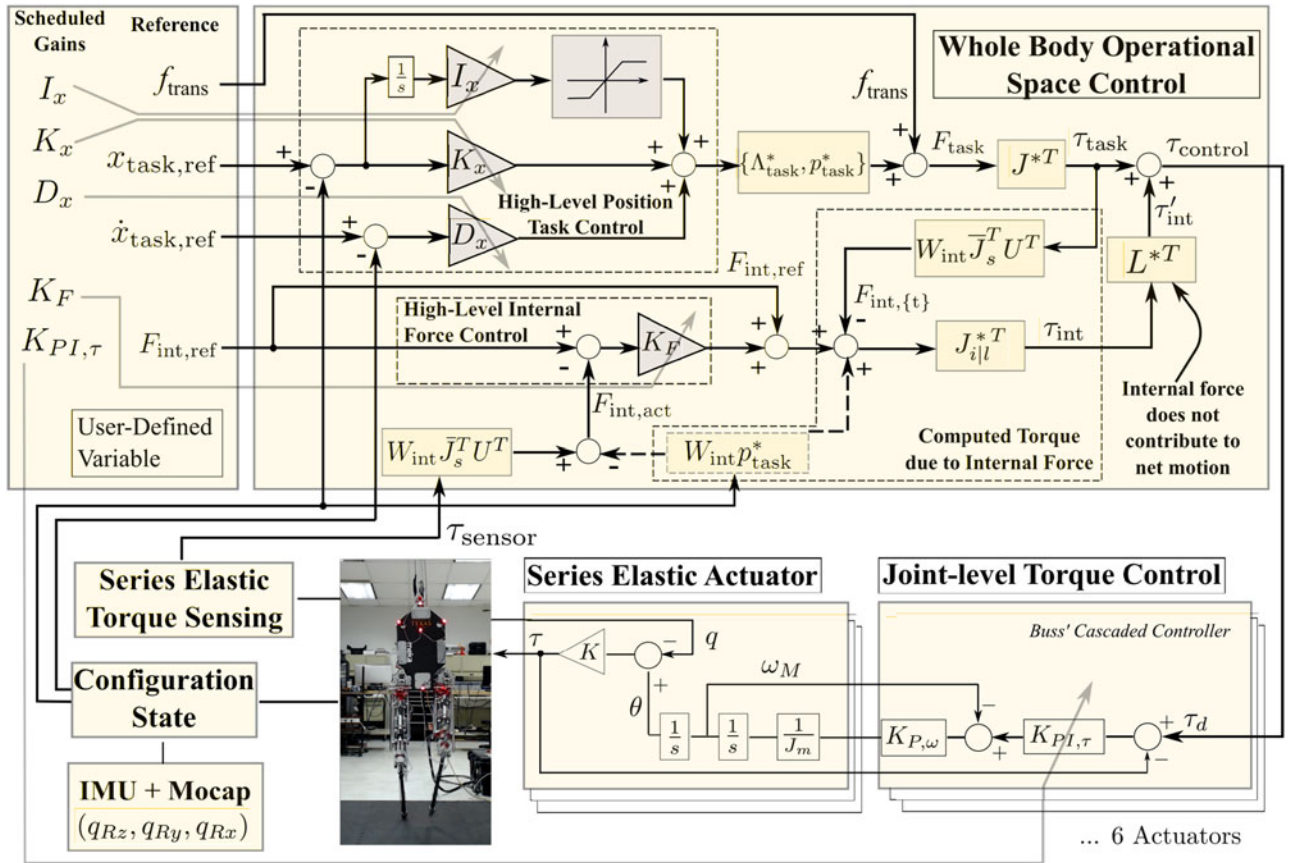 Scheduled
Gains
Reference
I_x
f_trans
K_x
x_task,ref
D_x
ẋ_task,ref
K_F
K_PI,τ
F_int,ref
User-Defined
Variable
Whole Body Operational
Space Control
1/s
I_x
K_x
D_x
High-Level Position
Task Control
f_trans
{Λ*_task, p*_task}
F_task
J*^T
τ_task
τ_control
τ'_int
L*^T
W_int J̅_s^T U^T
F_int,{t}
F_int,ref
High-Level Internal
Force Control
K_F
J_i|l^*T
τ_int
F_int,act
W_int J̅_s^T U^T
W_int p*_task
Computed Torque
due to Internal Force
Internal force
does not
contribute to
net motion
τ_sensor
Series Elastic
Torque Sensing
Configuration
State
IMU + Mocap
(q_Rz, q_Ry, q_Rx)
TEXAS
Series Elastic Actuator
τ
K
q
θ
ω_M
1/s
1/s
1/J_m
Joint-level Torque Control
Buss' Cascaded Controller
K_P,ω
K_PI,τ
τ_d
... 6 Actuators